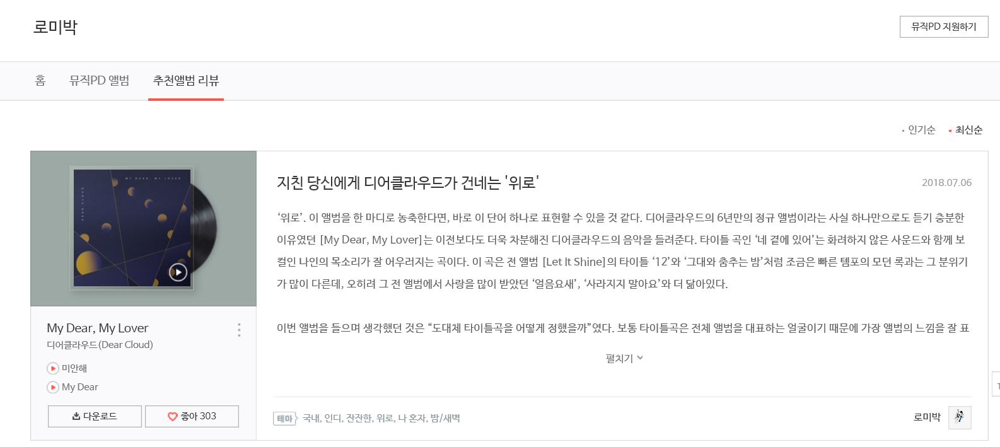 로미박
뮤직PD 지원하기
홈
뮤직PD 앨범
추천앨범 리뷰
인기순
최신순
MY DEAR, MY LOVER
DEAR CLOUD
My Dear, My Lover
디어클라우드(Dear Cloud)
미안해
My Dear
다운로드
좋아 303
지친 당신에게 디어클라우드가 건네는 '위로'
2018.07.06
‘위로’. 이 앨범을 한 마디로 농축한다면, 바로 이 단어 하나로 표현할 수 있을 것 같다. 디어클라우드의 6년만의 정규 앨범이라는 사실 하나만으로도 듣기 충분한
이유였던 [My Dear, My Lover]는 이전보다도 더욱 차분해진 디어클라우드의 음악을 들려준다. 타이틀 곡인 ‘네 곁에 있어’는 화려하지 않은 사운드와 함께 보
컬인 나인의 목소리가 잘 어우러지는 곡이다. 이 곡은 전 앨범 [Let It Shine]의 타이틀 ‘12’와 ‘그대와 춤추는 밤’처럼 조금은 빠른 템포의 모던 록과는 그 분위기
가 많이 다른데, 오히려 그 전 앨범에서 사랑을 많이 받았던 ‘얼음요새’, ‘사라지지 말아요’와 더 닮아있다.
이번 앨범을 들으며 생각했던 것은 “도대체 타이틀곡을 어떻게 정했을까”였다. 보통 타이틀곡은 전체 앨범을 대표하는 얼굴이기 때문에 가장 앨범의 느낌을 잘 표
펼치기
테마 국내, 인디, 잔잔한, 위로, 나 혼자, 밤/새벽
로미박